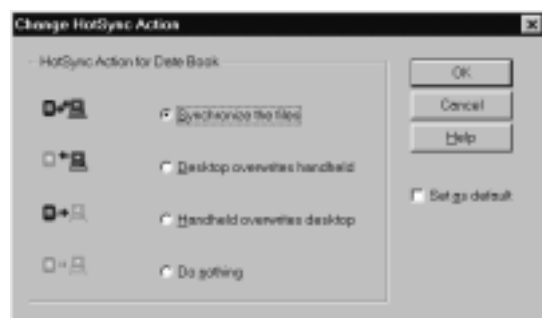 Change HotSync Action
HotSync Action for Date Book
Synchronize the files
Desktop overwrites handheld
Handheld overwrites desktop
Do nothing
OK
Cancel
Help
Set as default